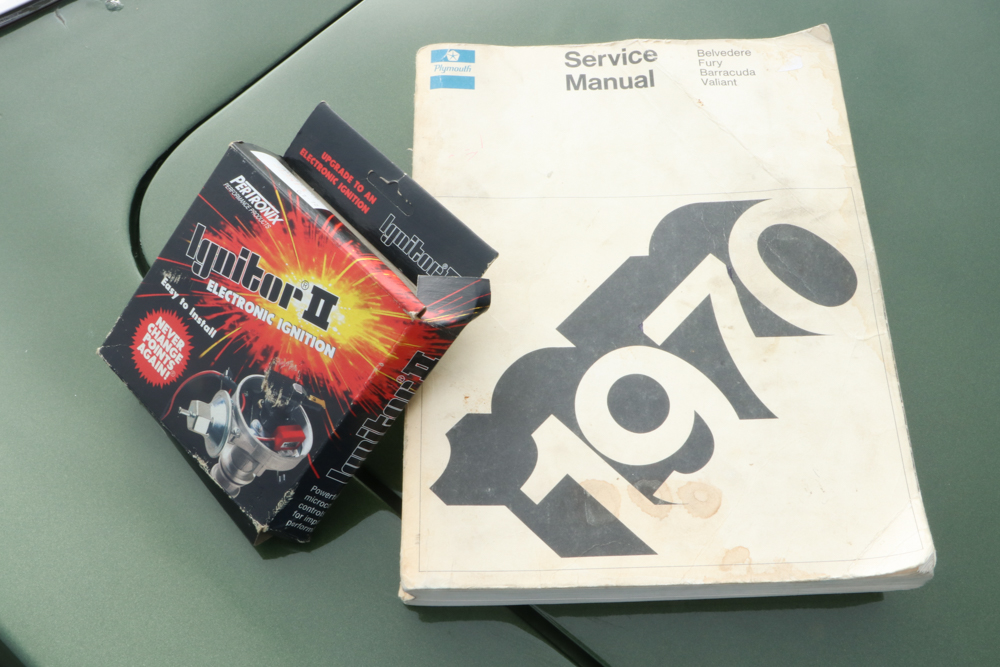 Plymouth
Service
Manual
Belvedere
Fury
Barracuda
Valiant
1970
UPGRADE TO AN
ELECTRONIC IGNITION
Ignitor II
PERTRONIX
PERFORMANCE PRODUCTS
Ignitor® II
ELECTRONIC IGNITION
Easy to Install
NEVER
CHANGE
POINTS
AGAIN!
Ignitor II